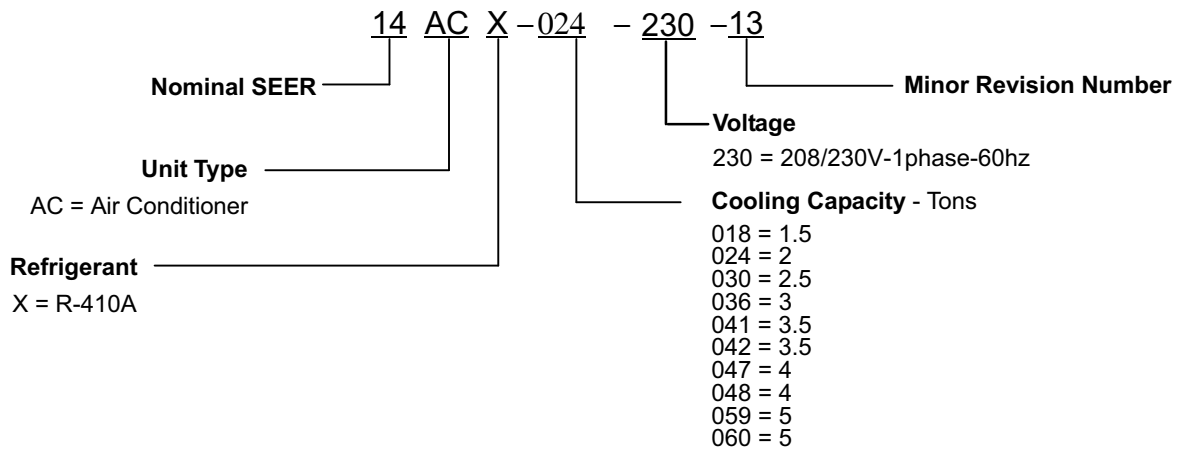 14 AC X –024 – 230 –13
Nominal SEER
Minor Revision Number
Voltage
230 = 208/230V-1phase-60hz
Unit Type
AC = Air Conditioner
Cooling Capacity - Tons
018 = 1.5
024 = 2
030 = 2.5
036 = 3
041 = 3.5
042 = 3.5
047 = 4
048 = 4
059 = 5
060 = 5
Refrigerant
X = R-410A